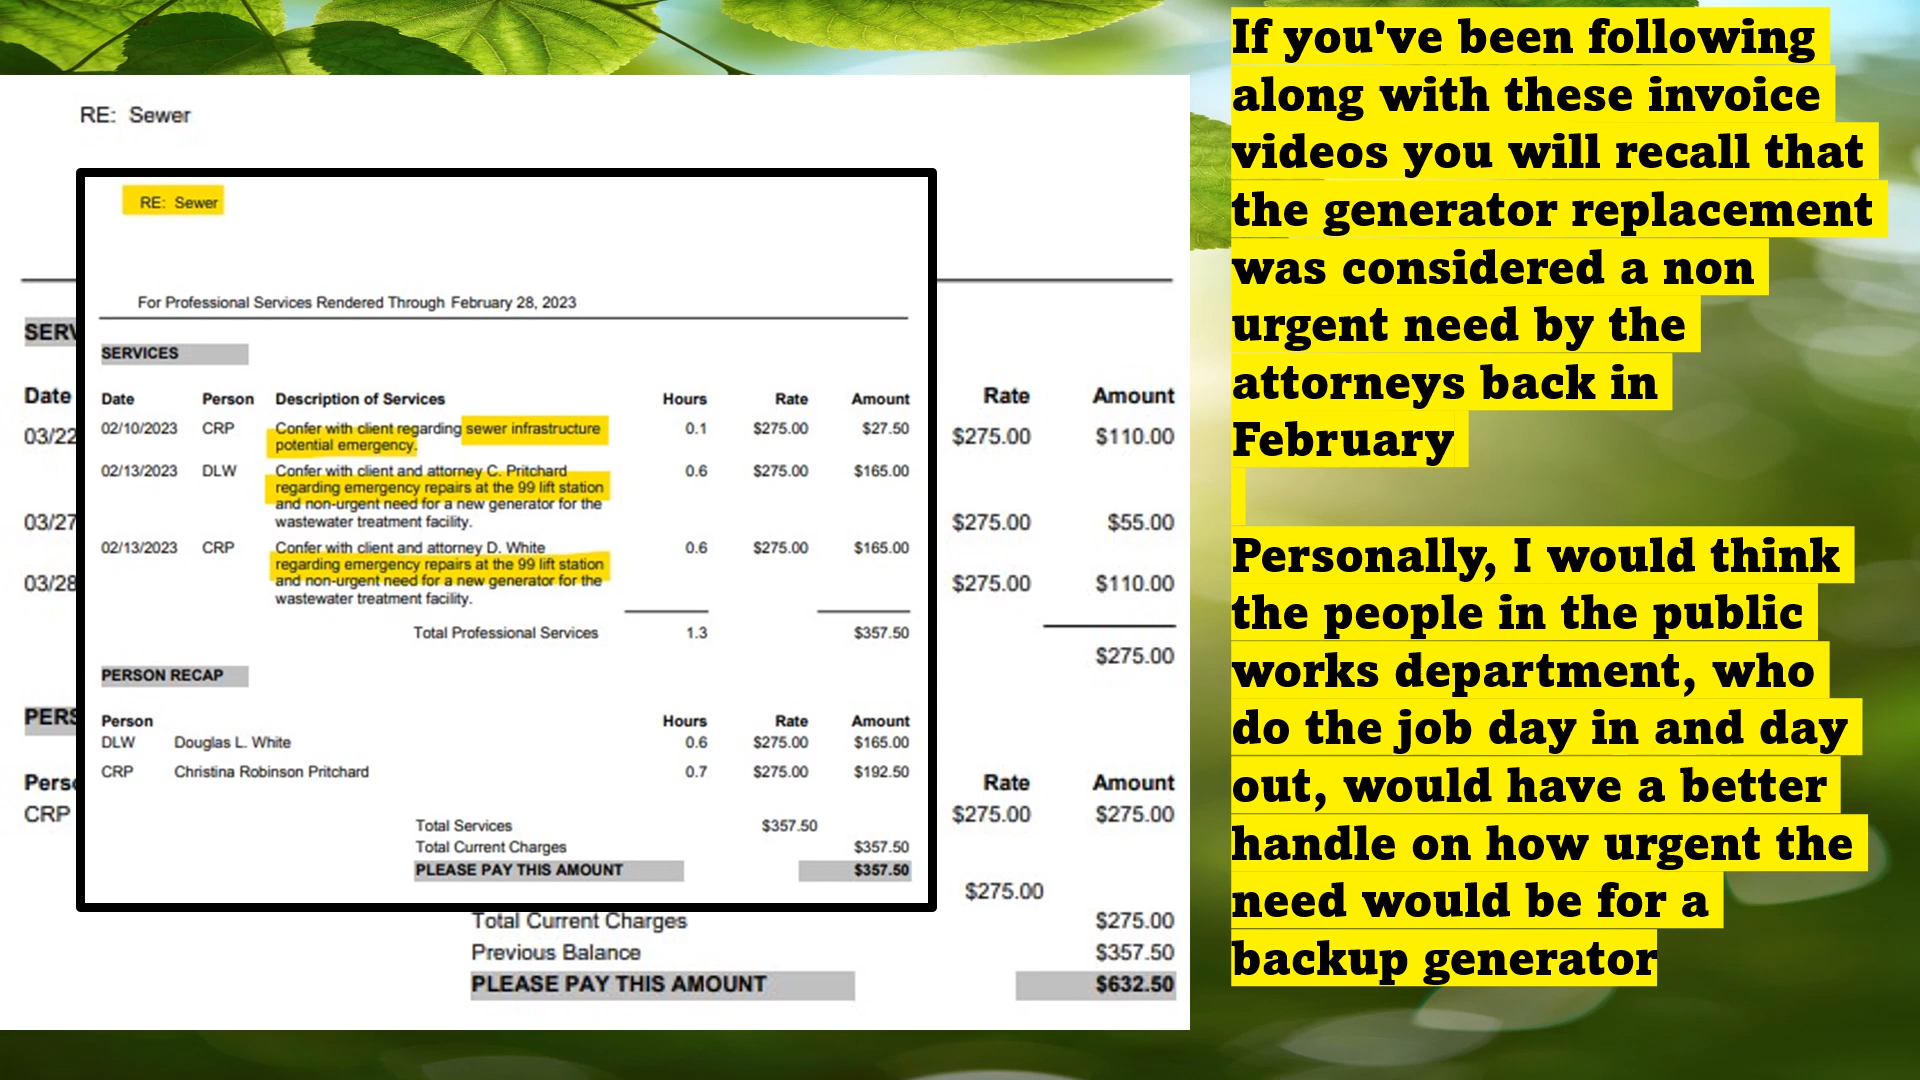 RE: Sewer
RE: Sewer
For Professional Services Rendered Through February 28, 2023
SERV
SERVICES
Date
Date Person Description of Services Hours Rate Amount
Rate Amount
02/10/2023 CRP Confer with client regarding sewer infrastructure 0.1 $275.00 $27.50
potential emergency.
03/22
$275.00 $110.00
02/13/2023 DLW Confer with client and attorney C. Pritchard 0.6 $275.00 $165.00
regarding emergency repairs at the 99 lift station
and non-urgent need for a new generator for the
wastewater treatment facility.
03/27
$275.00 $55.00
02/13/2023 CRP Confer with client and attorney D. White 0.6 $275.00 $165.00
regarding emergency repairs at the 99 lift station
and non-urgent need for a new generator for the
wastewater treatment facility.
03/28
$275.00 $110.00
Total Professional Services 1.3 $357.50
$275.00
PERSON RECAP
PERS
Person Hours Rate Amount
DLW Douglas L. White 0.6 $275.00 $165.00
CRP Christina Robinson Pritchard 0.7 $275.00 $192.50
Perso
Rate Amount
CRP
$275.00 $275.00
Total Services $357.50
Total Current Charges $357.50
PLEASE PAY THIS AMOUNT $357.50
$275.00
Total Current Charges $275.00
Previous Balance $357.50
PLEASE PAY THIS AMOUNT $632.50
If you've been following
along with these invoice
videos you will recall that
the generator replacement
was considered a non
urgent need by the
attorneys back in
February
Personally, I would think
the people in the public
works department, who
do the job day in and day
out, would have a better
handle on how urgent the
need would be for a
backup generator